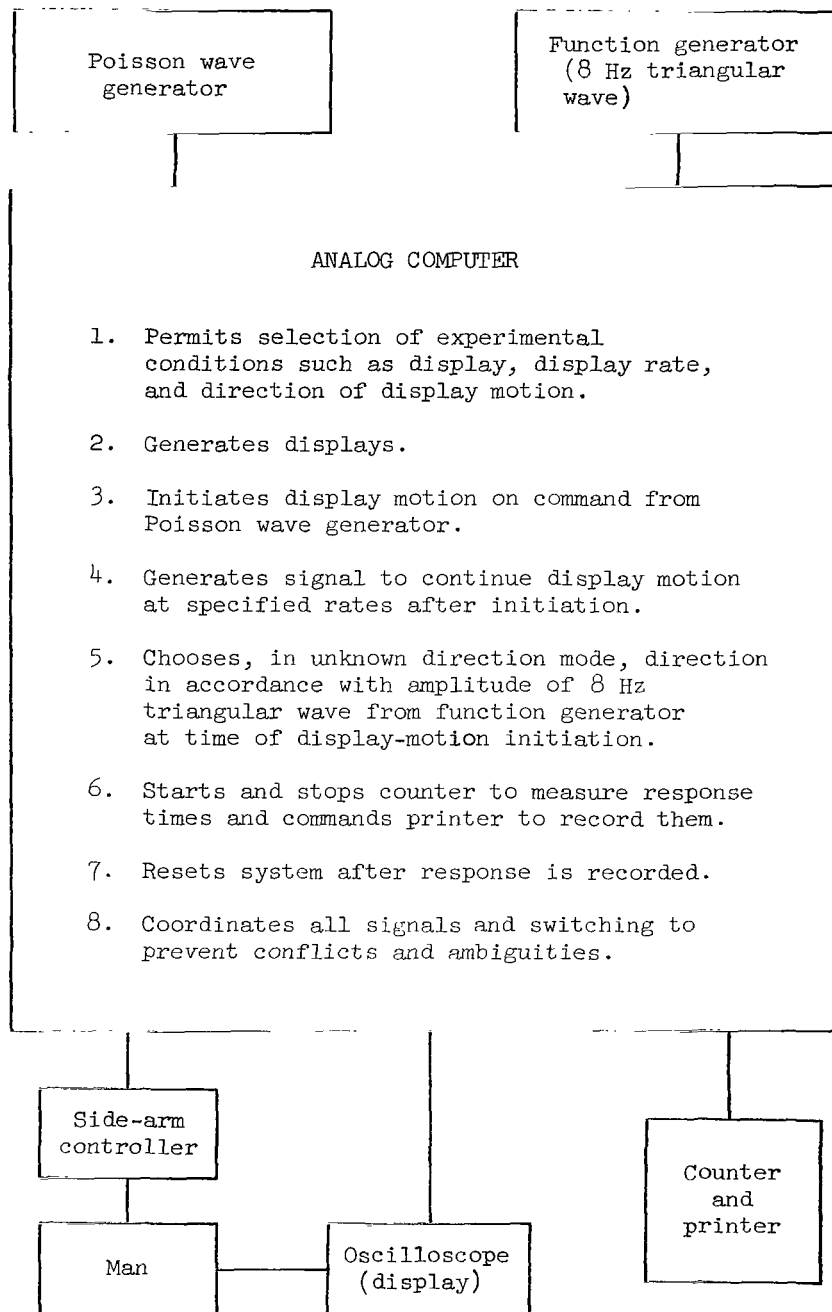 Poisson wave
generator
Function generator
(8 Hz triangular
wave)
ANALOG COMPUTER
1. Permits selection of experimental
conditions such as display, display rate,
and direction of display motion.
2. Generates displays.
3. Initiates display motion on command from
Poisson wave generator.
4. Generates signal to continue display motion
at specified rates after initiation.
5. Chooses, in unknown direction mode, direction
in accordance with amplitude of 8 Hz
triangular wave from function generator
at time of display-motion initiation.
6. Starts and stops counter to measure response
times and commands printer to record them.
7. Resets system after response is recorded.
8. Coordinates all signals and switching to
prevent conflicts and ambiguities.
Side-arm
controller
Counter
and
printer
Man
Oscilloscope
(display)